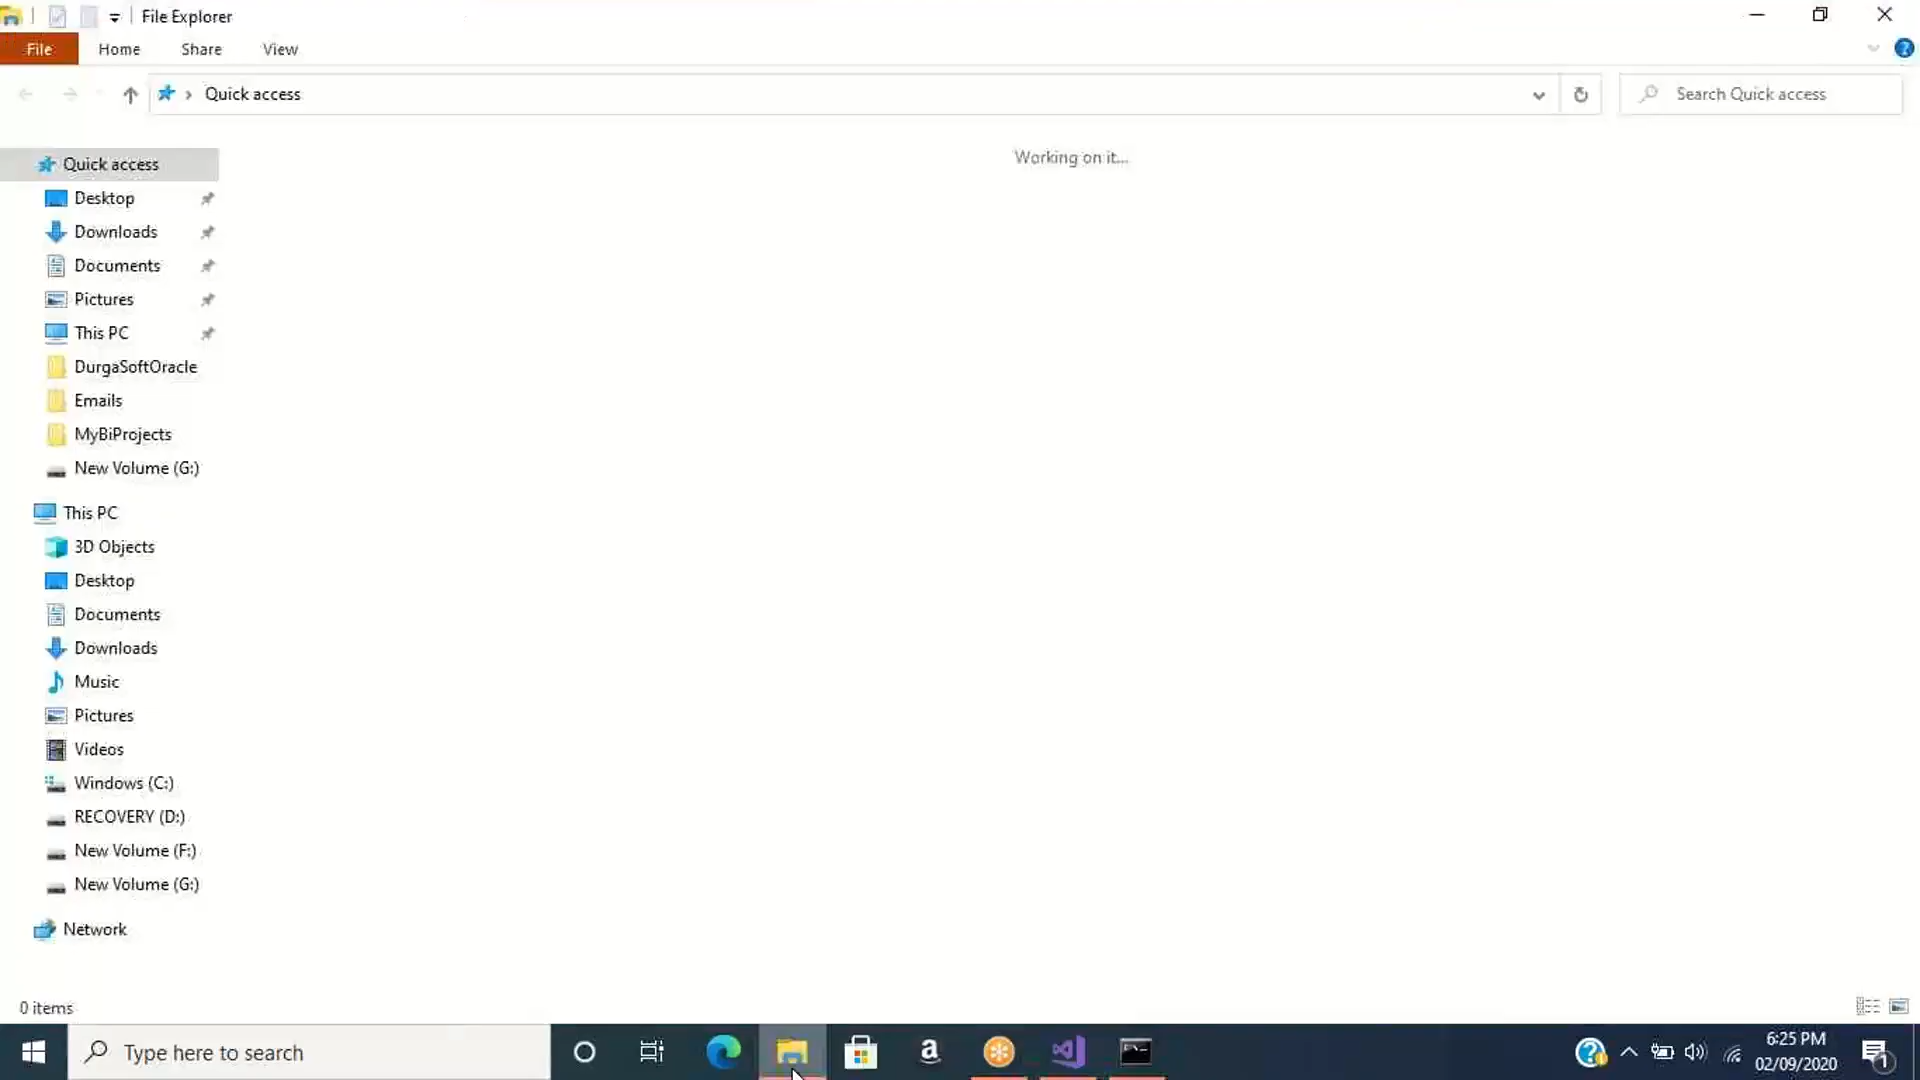 File Explorer
File Home Share View
Quick access
Search Quick access
Working on it...
Quick access
Desktop
Downloads
Documents
Pictures
This PC
DurgaSoftOracle
Emails
MyBiProjects
New Volume (G:)
This PC
3D Objects
Desktop
Documents
Downloads
Music
Pictures
Videos
Windows (C:)
RECOVERY (D:)
New Volume (F:)
New Volume (G:)
Network
0 items
Type here to search
6:25 PM
02/09/2020
1